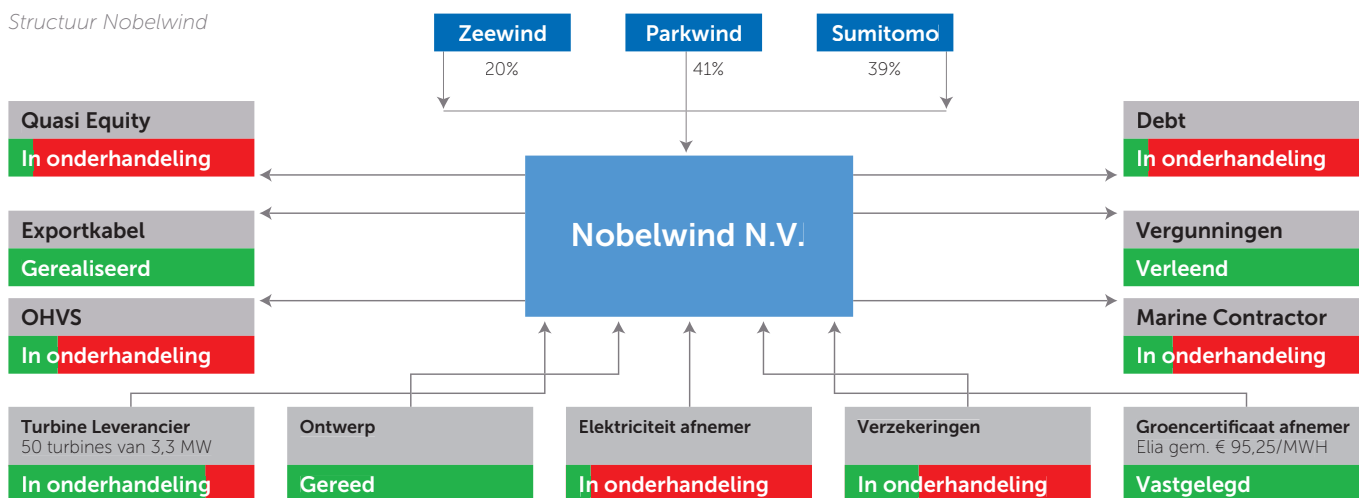 Structuur Nobelwind
Zeewind
Parkwind
Sumitomo
20%
41%
39%
Quasi Equity
In onderhandeling
Debt
In onderhandeling
Nobelwind N.V.
Exportkabel
Gerealiseerd
Vergunningen
Verleend
OHVS
In onderhandeling
Marine Contractor
In onderhandeling
Turbine Leverancier
50 turbines van 3,3 MW
In onderhandeling
Ontwerp
Gereed
Elektriciteit afnemer
In onderhandeling
Verzekeringen
In onderhandeling
Groencertificaat afnemer
Elia gem. € 95,25/MWH
Vastgelegd